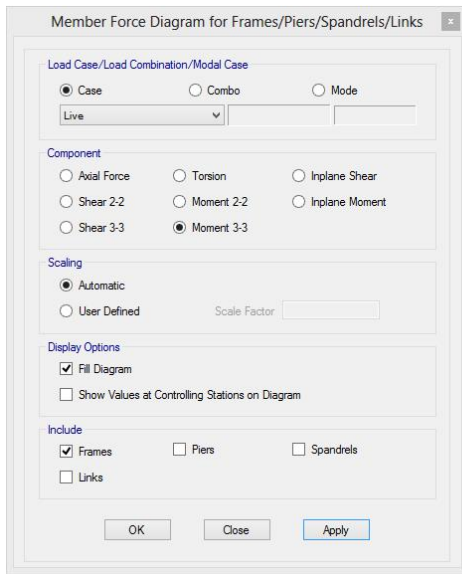 Member Force Diagram for Frames/Piers/Spandrels/Links x
Load Case/Load Combination/Modal Case
Case Combo Mode
Live
Component
Axial Force Torsion Inplane Shear
Shear 2-2 Moment 2-2 Inplane Moment
Shear 3-3 Moment 3-3
Scaling
Automatic
User Defined Scale Factor
Display Options
Fill Diagram
Show Values at Controlling Stations on Diagram
Include
Frames Piers Spandrels
Links
OK Close Apply